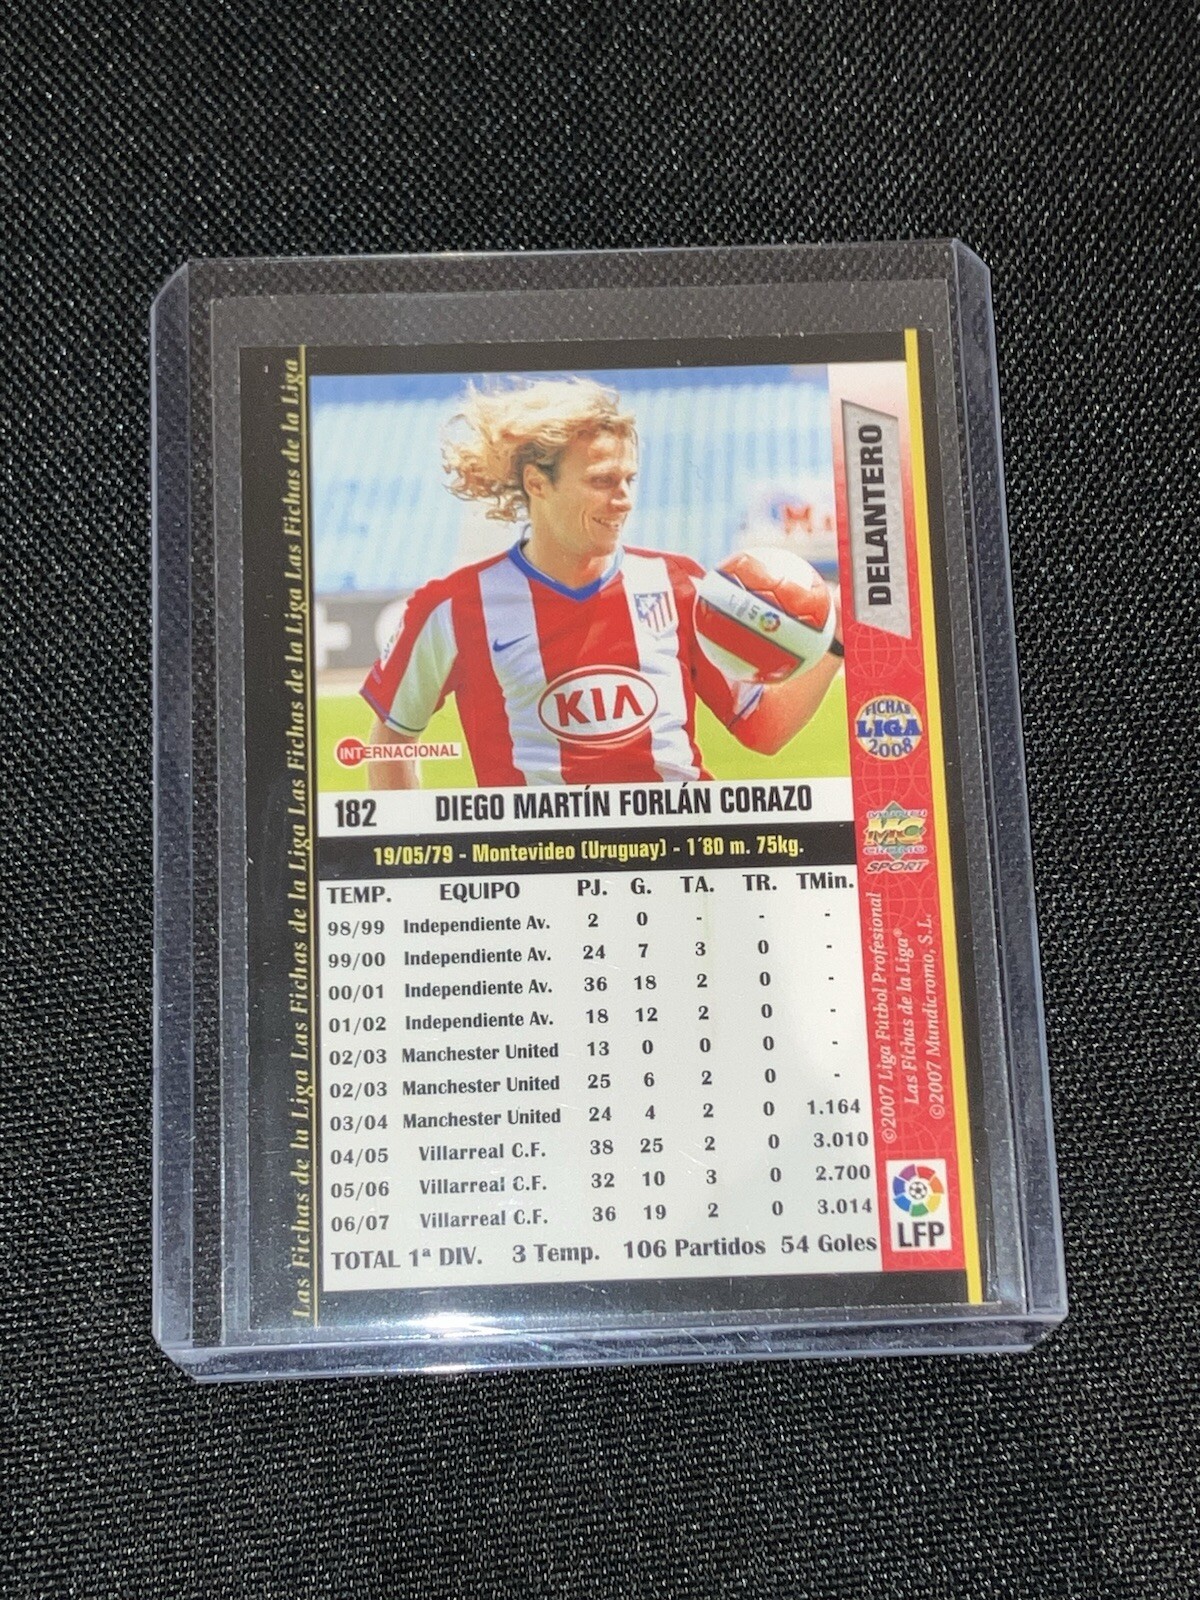 Las Fichas de la Liga Las Fichas de la Liga Las Fichas de la Liga Las Fichas de la Liga Las Fichas de la Liga
DELANTERO
KIA
INTERNACIONAL
FICHAS
LIGA
2008
182 DIEGO MARTÍN FORLÁN CORAZO
19/05/79 - Montevideo (Uruguay) - 1´80 m. 75kg.
MC
SPORT
TEMP. EQUIPO PJ. G. TA. TR. TMin.
98/99 Independiente Av. 2 0 - - -
99/00 Independiente Av. 24 7 3 0 -
00/01 Independiente Av. 36 18 2 0 -
01/02 Independiente Av. 18 12 2 0 -
02/03 Manchester United 13 0 0 0 -
02/03 Manchester United 25 6 2 0 -
03/04 Manchester United 24 4 2 0 1.164
04/05 Villarreal C.F. 38 25 2 0 3.010
05/06 Villarreal C.F. 32 10 3 0 2.700
06/07 Villarreal C.F. 36 19 2 0 3.014
TOTAL 1ª DIV. 3 Temp. 106 Partidos 54 Goles
©2007 Liga Fútbol Profesional
Las Fichas de la Liga®
©2007 Mundicromo, S.L.
LFP